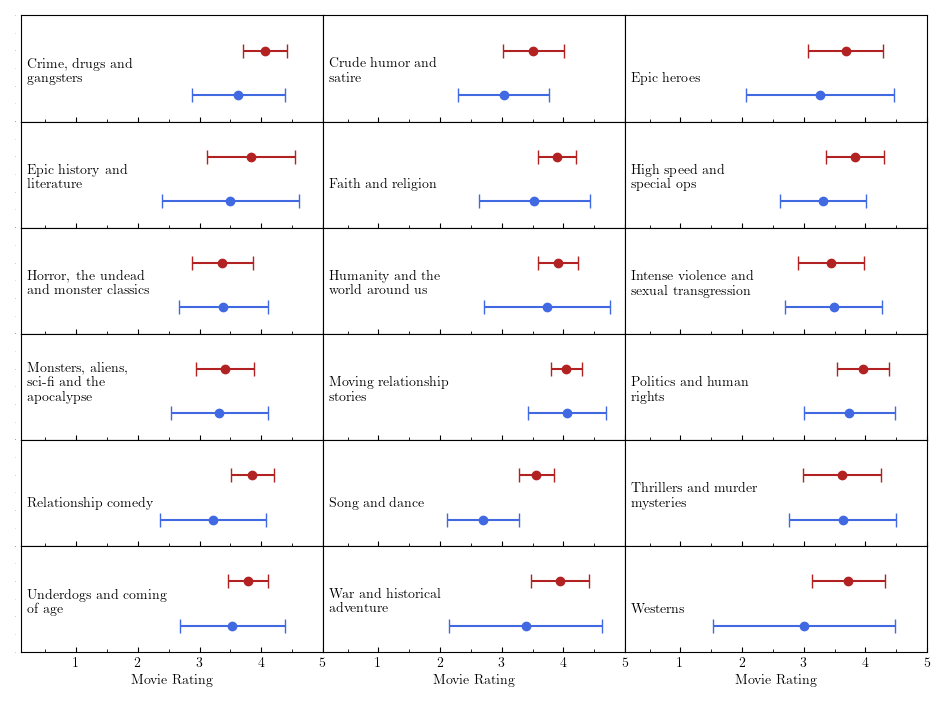 Crime, drugs and
gangsters
Crude humor and
satire
Epic heroes
Epic history and
literature
Faith and religion
High speed and
special ops
Horror, the undead
and monster classics
Humanity and the
world around us
Intense violence and
sexual transgression
Monsters, aliens,
sci-fi and the
apocalypse
Moving relationship
stories
Politics and human
rights
Relationship comedy
Song and dance
Thrillers and murder
mysteries
Underdogs and coming
of age
War and historical
adventure
Westerns
1 2 3 4 5 1 2 3 4 5 1 2 3 4 5
Movie Rating Movie Rating Movie Rating